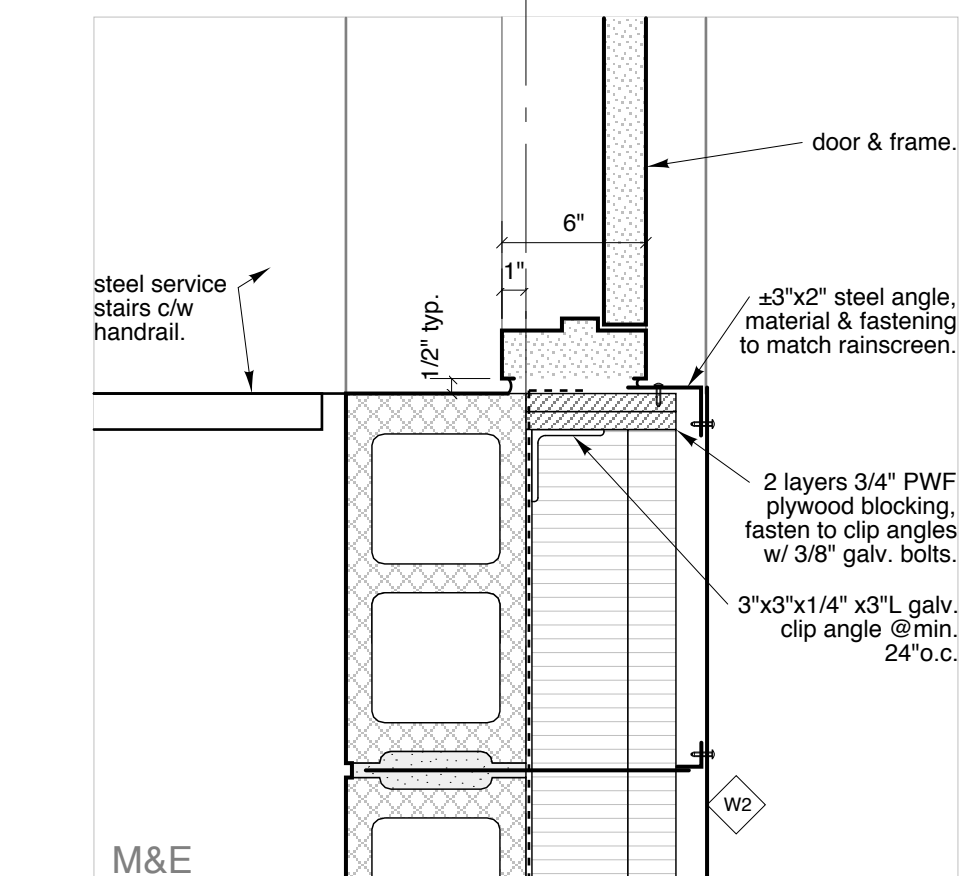 door & frame.
6"
1"
steel service
stairs c/w
handrail.
1/2" typ.
±3"x2" steel angle,
material & fastening
to match rainscreen.
2 layers 3/4" PWF
plywood blocking,
fasten to clip angles
w/ 3/8" galv. bolts.
3"x3"x1/4" x3"L galv.
clip angle @min.
24"o.c.
W2
M&E